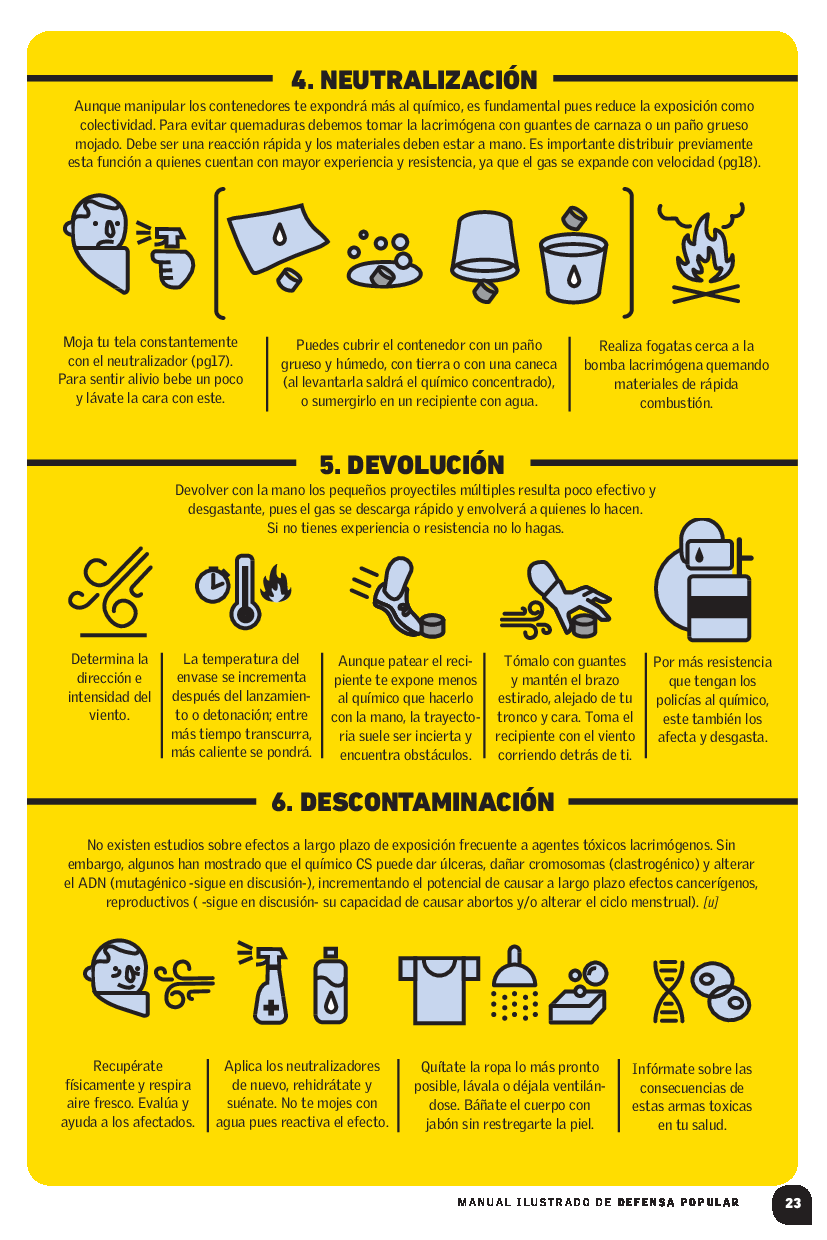 4. NEUTRALIZACIÓN
Aunque manipular los contenedores te expondrá más al químico, es fundamental pues reduce la exposición como
colectividad. Para evitar quemaduras debemos tomar la lacrimógena con guantes de carnaza o un paño grueso
mojado. Debe ser una reacción rápida y los materiales deben estar a mano. Es importante distribuir previamente
esta función a quienes cuentan con mayor experiencia y resistencia, ya que el gas se expande con velocidad (pg18).
Moja tu tela constantemente
con el neutralizador (pg17).
Para sentir alivio bebe un poco
y lávate la cara con este.
Puedes cubrir el contenedor con un paño
grueso y húmedo, con tierra o con una caneca
(al levantarla saldrá el químico concentrado),
o sumergirlo en un recipiente con agua.
Realiza fogatas cerca a la
bomba lacrimógena quemando
materiales de rápida
combustión.
5. DEVOLUCIÓN
Devolver con la mano los pequeños proyectiles múltiples resulta poco efectivo y
desgastante, pues el gas se descarga rápido y envolverá a quienes lo hacen.
Si no tienes experiencia o resistencia no lo hagas.
Determina la
dirección e
intensidad del
viento.
La temperatura del
envase se incrementa
después del lanzamien-
to o detonación; entre
más tiempo transcurra,
más caliente se pondrá.
Aunque patear el reci-
piente te expone menos
al químico que hacerlo
con la mano, la trayecto-
ria suele ser incierta y
encuentra obstáculos.
Tómalo con guantes
y mantén el brazo
estirado, alejado de tu
tronco y cara. Toma el
recipiente con el viento
corriendo detrás de ti.
Por más resistencia
que tengan los
policías al químico,
este también los
afecta y desgasta.
6. DESCONTAMINACIÓN
No existen estudios sobre efectos a largo plazo de exposición frecuente a agentes tóxicos lacrimógenos. Sin
embargo, algunos han mostrado que el químico CS puede dar úlceras, dañar cromosomas (clastrogénico) y alterar
el ADN (mutagénico -sigue en discusión-), incrementando el potencial de causar a largo plazo efectos cancerígenos,
reproductivos ( -sigue en discusión- su capacidad de causar abortos y/o alterar el ciclo menstrual). [u]
Recupérate
físicamente y respira
aire fresco. Evalúa y
ayuda a los afectados.
Aplica los neutralizadores
de nuevo, rehidrátate y
suénate. No te mojes con
agua pues reactiva el efecto.
Quítate la ropa lo más pronto
posible, lávala o déjala ventilán-
dose. Báñate el cuerpo con
jabón sin restregarte la piel.
Infórmate sobre las
consecuencias de
estas armas toxicas
en tu salud.
MANUAL ILUSTRADO DE DEFENSA POPULAR
23